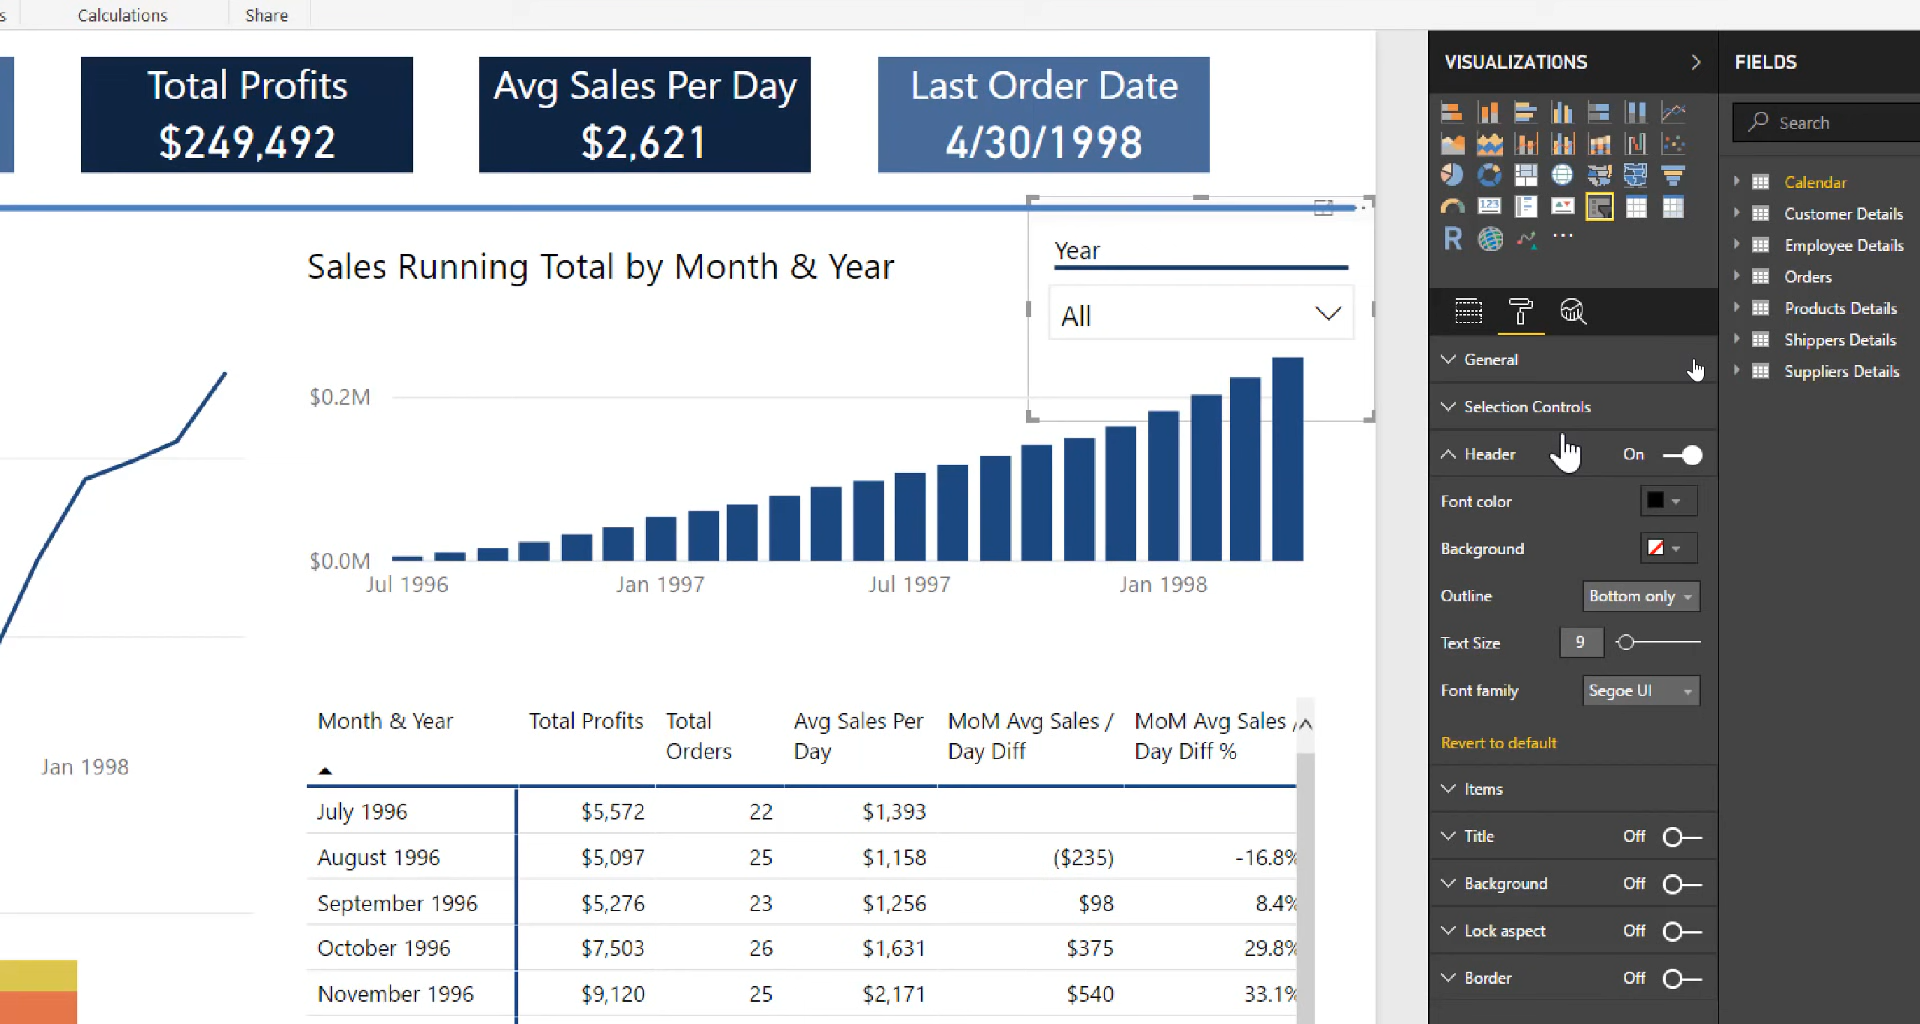 s
Calculations
Share
Total Profits
$249,492
Avg Sales Per Day
$2,621
Last Order Date
4/30/1998
Sales Running Total by Month & Year
Year
All
$0.2M
$0.0M
Jul 1996
Jan 1997
Jul 1997
Jan 1998
Jan 1998
Month & Year
Total Profits
Total
Orders
Avg Sales Per
Day
MoM Avg Sales /
Day Diff
MoM Avg Sales /
Day Diff %
July 1996 $5,572 22 $1,393
August 1996 $5,097 25 $1,158 ($235) -16.8%
September 1996 $5,276 23 $1,256 $98 8.4%
October 1996 $7,503 26 $1,631 $375 29.8%
November 1996 $9,120 25 $2,171 $540 33.1%
VISUALIZATIONS
123
R
General
Selection Controls
Header On
Font color
Background
Outline Bottom only
Text Size 9
Font family Segoe UI
Revert to default
Items
Title Off
Background Off
Lock aspect Off
Border Off
FIELDS
Search
Calendar
Customer Details
Employee Details
Orders
Products Details
Shippers Details
Suppliers Details